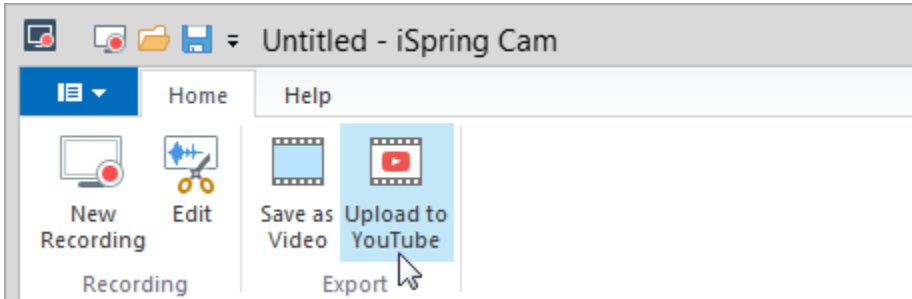 Untitled - iSpring Cam
Home Help
New Recording
Edit
Save as Video
Upload to YouTube
Recording
Export